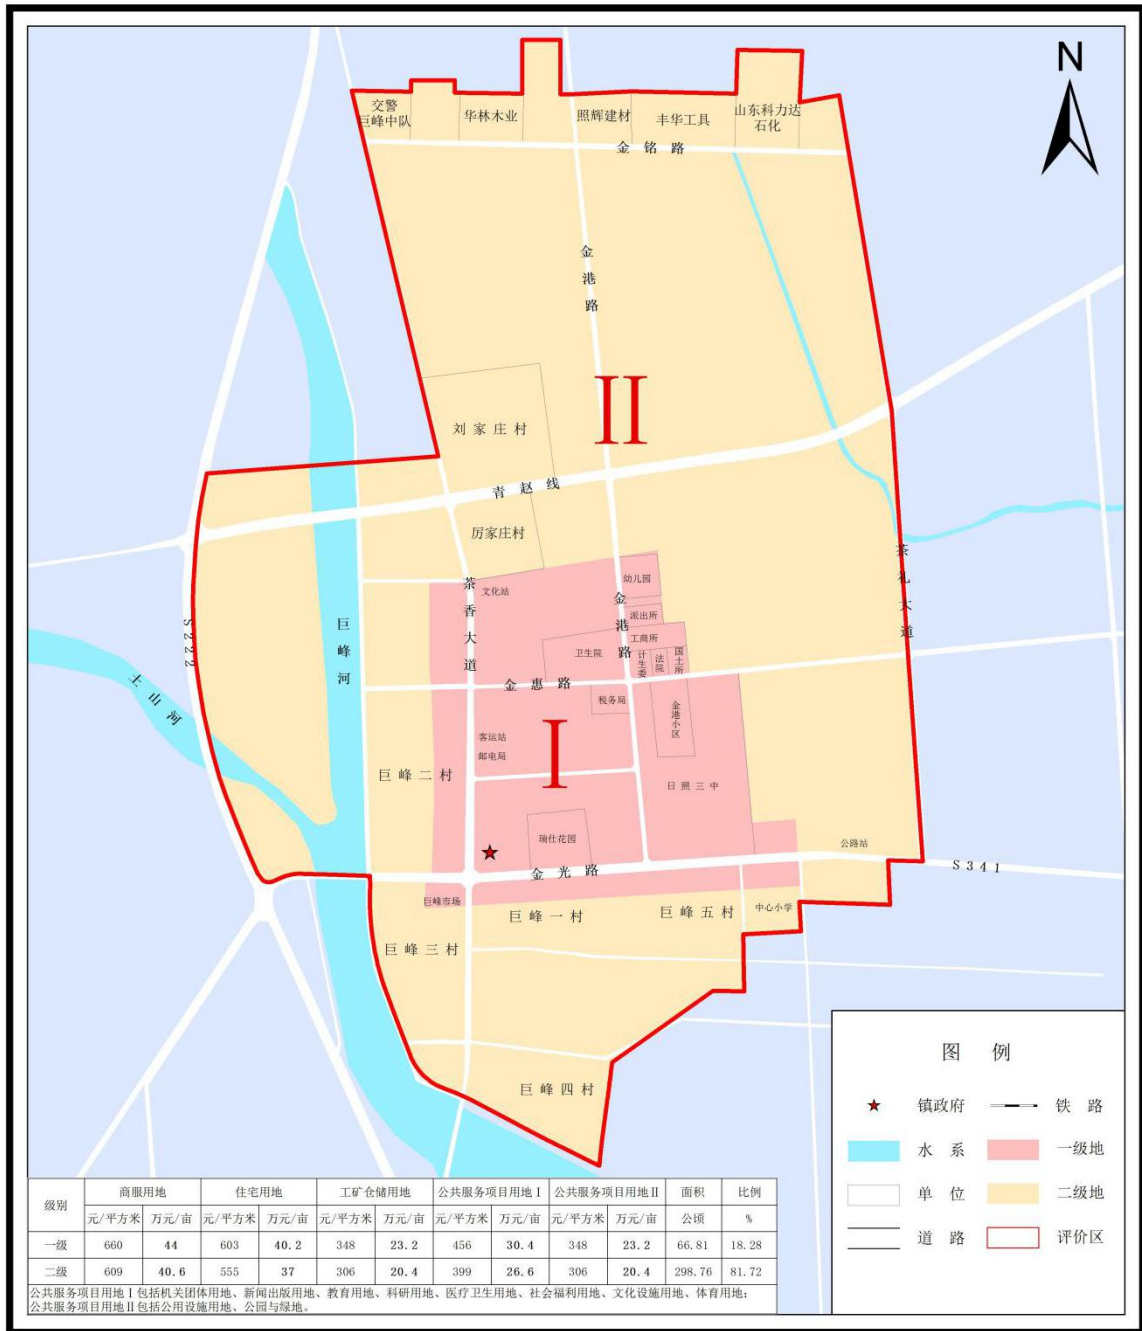 N
交警
巨峰中队
华林木业
照辉建材
丰华工具
山东科力达
石化
金铭路
金港路
II
刘家庄村
青赵线
厉家庄村
茶香大道
文化站
幼儿园
金港路
派出所
工商所
卫生院
计生委
法院
国土所
茶礼大道
S222
巨峰河
土山河
金惠路
税务局
金港小区
I
客运站
邮电局
巨峰二村
日照三中
瑞仕花园
公路站
金光路
S341
巨峰市场
巨峰一村
巨峰五村
中心小学
巨峰三村
巨峰四村
图例
镇政府 铁路
水系 一级地
单位 二级地
道路 评价区
级别 商服用地 住宅用地 工矿仓储用地 公共服务项目用地Ⅰ 公共服务项目用地Ⅱ 面积 比例
元/平方米 万元/亩 元/平方米 万元/亩 元/平方米 万元/亩 元/平方米 万元/亩 元/平方米 万元/亩 公顷 %
一级 660 44 603 40.2 348 23.2 456 30.4 348 23.2 66.81 18.28
二级 609 40.6 555 37 306 20.4 399 26.6 306 20.4 298.76 81.72
公共服务项目用地Ⅰ包括机关团体用地、新闻出版用地、教育用地、科研用地、医疗卫生用地、社会福利用地、文化设施用地、体育用地;
公共服务项目用地Ⅱ包括公用设施用地、公园与绿地。